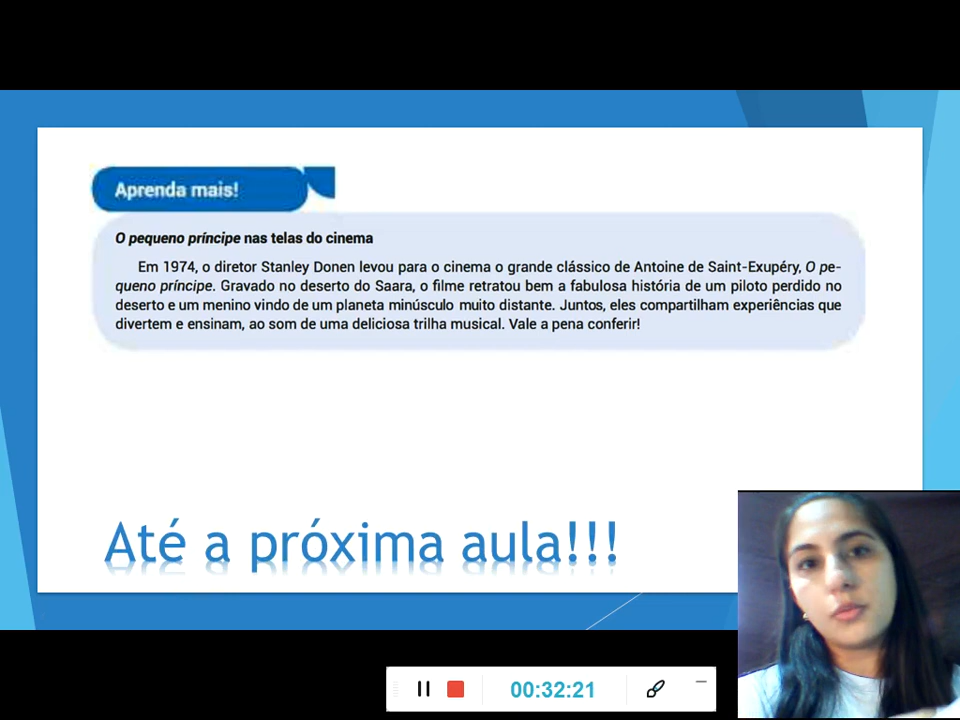 Aprenda mais!
O pequeno príncipe nas telas do cinema
Em 1974, o diretor Stanley Donen levou para o cinema o grande clássico de Antoine de Saint-Exupéry, O pe-
queno príncipe. Gravado no deserto do Saara, o filme retratou bem a fabulosa história de um piloto perdido no
deserto e um menino vindo de um planeta minúsculo muito distante. Juntos, eles compartilham experiências que
divertem e ensinam, ao som de uma deliciosa trilha musical. Vale a pena conferir!
Até a próxima aula!!!
00:32:21